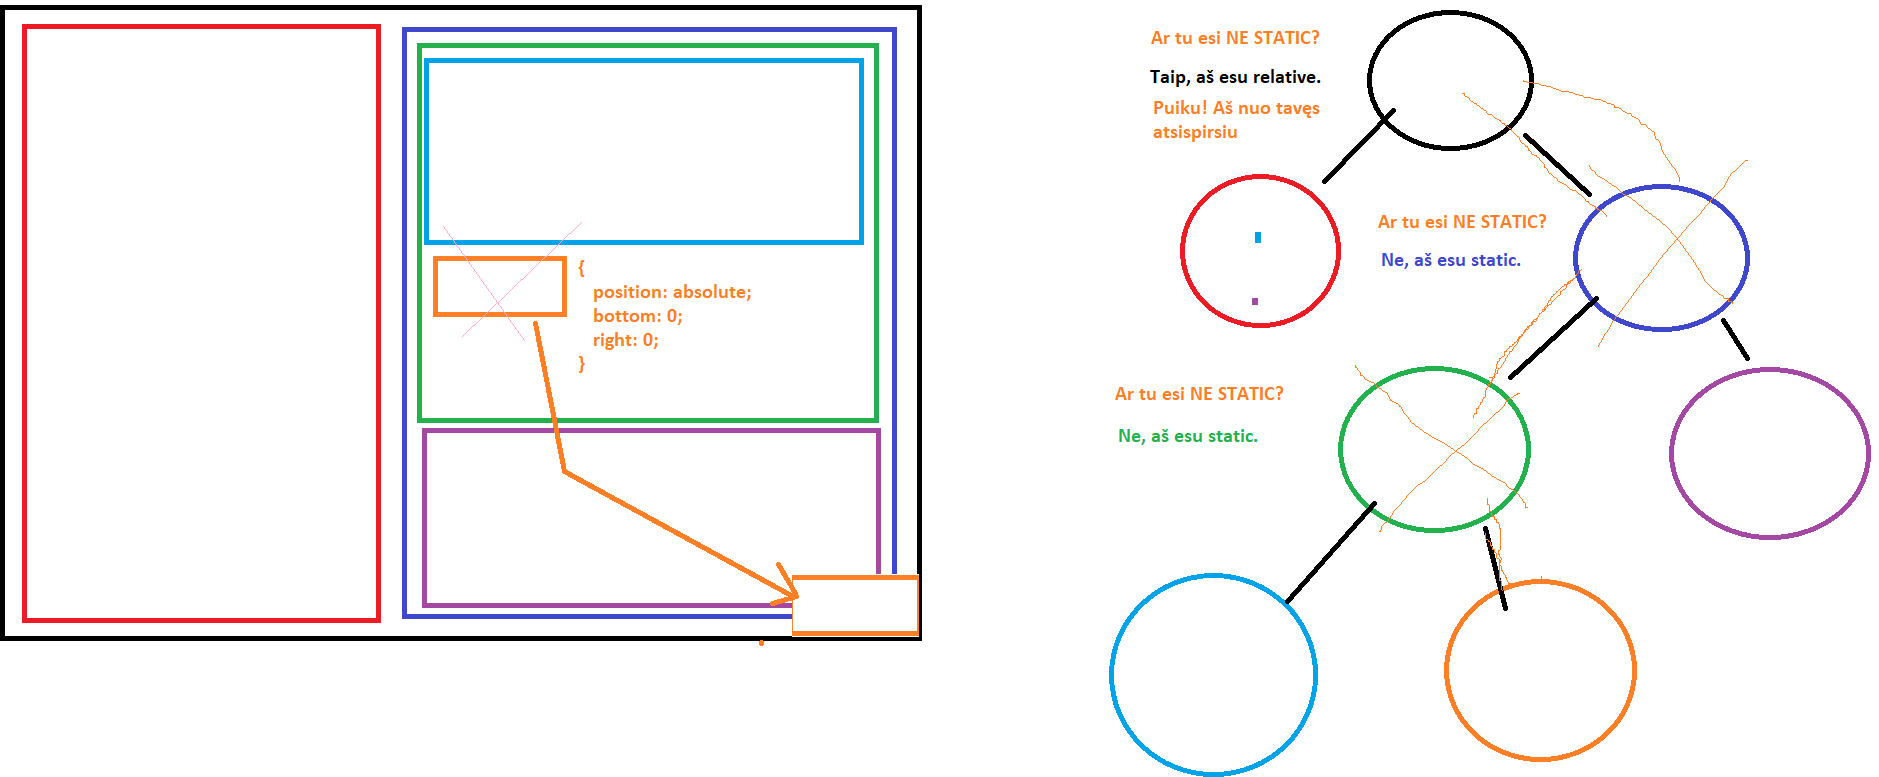 {
position: absolute;
bottom: 0;
right: 0;
}
Ar tu esi NE STATIC?
Taip, aš esu relative.
Puiku! Aš nuo tavęs
atsispirsiu
Ar tu esi NE STATIC?
Ne, aš esu static.
Ar tu esi NE STATIC?
Ne, aš esu static.